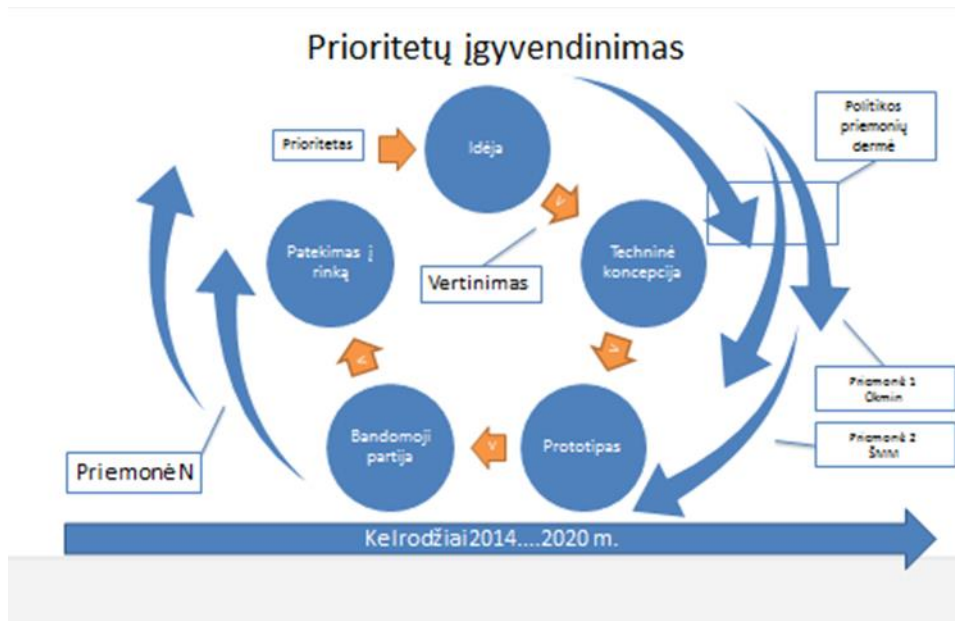 Prioritetų įgyvendinimas
Politikos
priemonių
dermė
Prioritetas
Idėja
V
Patekimas į
rinką
Techninė
koncepcija
Vertinimas
V
V
Priemonė 1
Ūkmin
Bandomoji
partija
V
Prototipas
Priemonė 2
ŠMM
Priemonė N
Kelrodžiai 2014....2020 m.